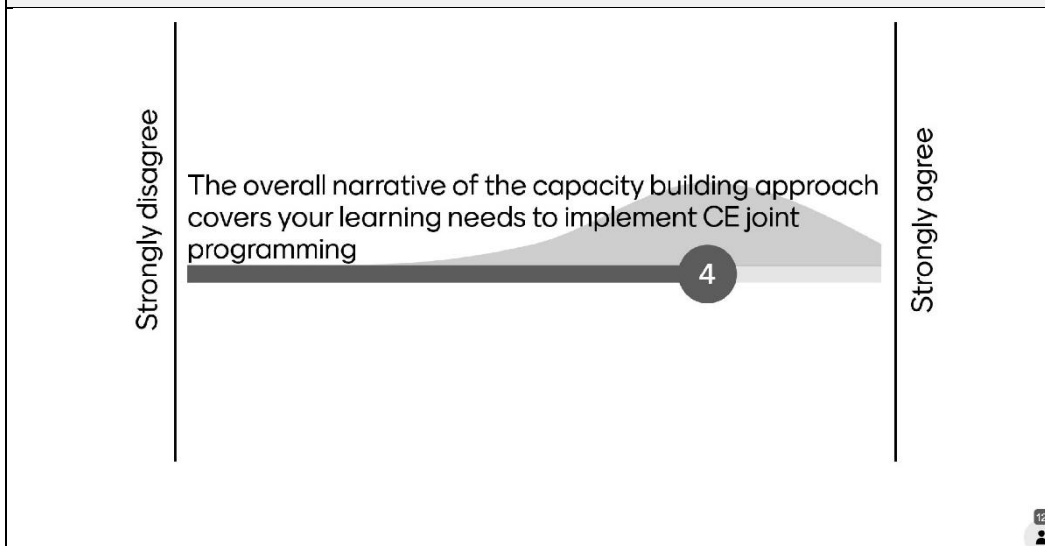 Strongly disagree
The overall narrative of the capacity building approach
covers your learning needs to implement CE joint
programming
4
Strongly agree
12